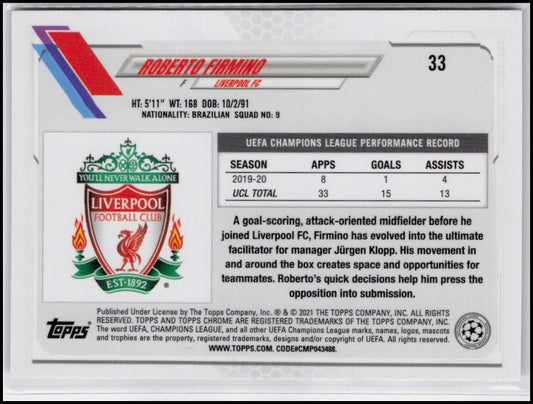 ROBERTO FIRMINO
33
F LIVERPOOL FC
HT: 5'11" WT: 168 DOB: 10/2/91
NATIONALITY: BRAZILIAN SQUAD NO: 9
YOU'LL NEVER WALK ALONE
LIVERPOOL
FOOTBALL CLUB
EST·1892
®
UEFA CHAMPIONS LEAGUE PERFORMANCE RECORD
SEASON APPS GOALS ASSISTS
2019-20 8 1 4
UCL TOTAL 33 15 13
A goal-scoring, attack-oriented midfielder before he
joined Liverpool FC, Firmino has evolved into the ultimate
facilitator for manager Jürgen Klopp. His movement in
and around the box creates space and opportunities for
teammates. Roberto's quick decisions help him press the
opposition into submission.
Topps
Published Under License by The Topps Company, Inc. ® & © 2021 THE TOPPS COMPANY, INC. ALL RIGHTS
RESERVED. TOPPS AND TOPPS CHROME ARE REGISTERED TRADEMARKS OF THE TOPPS COMPANY, INC.
The word UEFA, CHAMPIONS LEAGUE, and all other UEFA Champions League marks, names, logos, mascots
and trophies are the property, registered trademarks, designs and/or copyright of UEFA. All rights reserved.
WWW.TOPPS.COM. CODE#CMP043488.